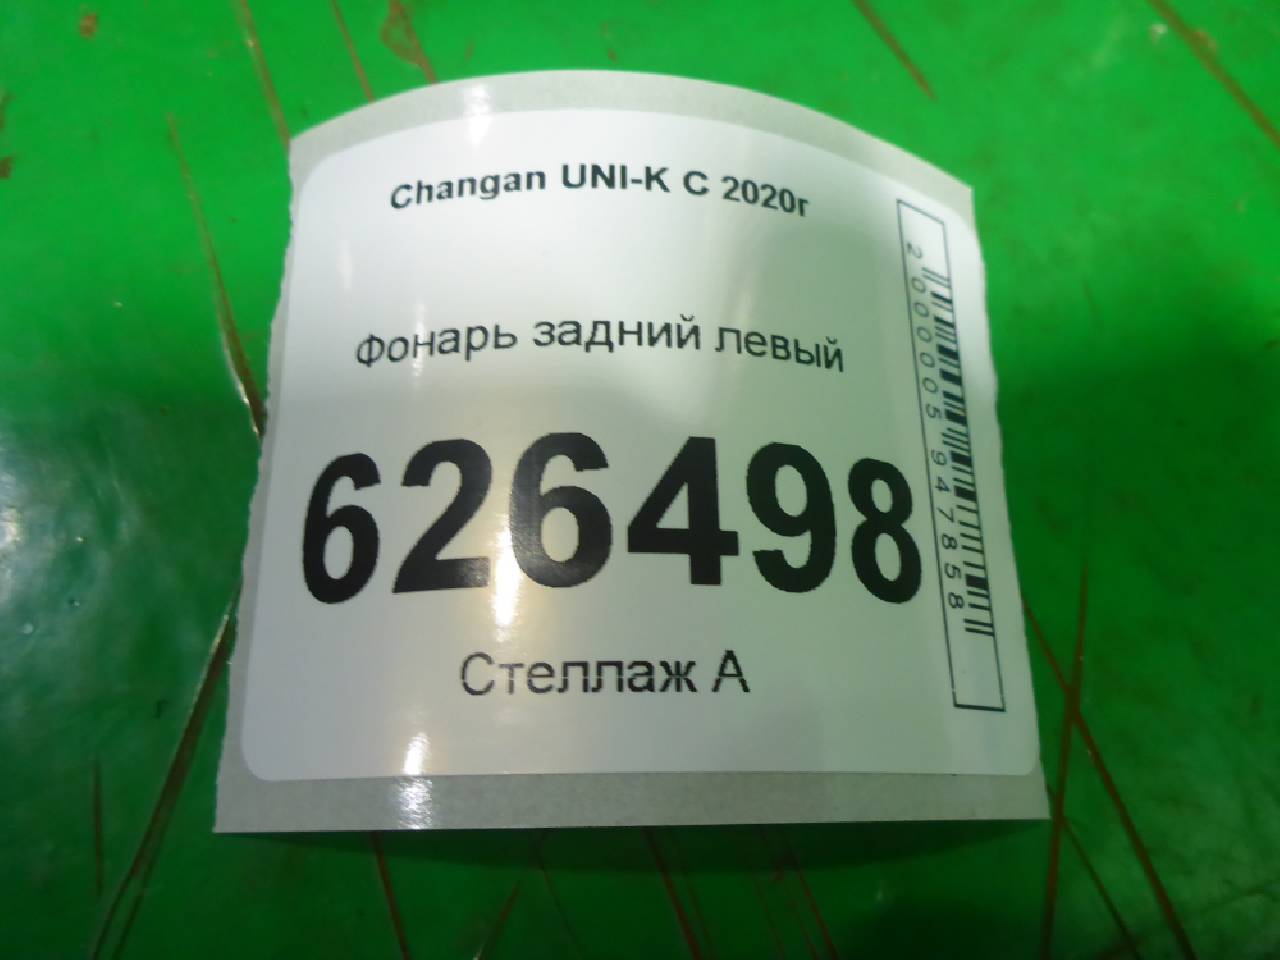 Changan UNI-K С 2020г
Фонарь задний левый
626498
Стеллаж А
2000005947858